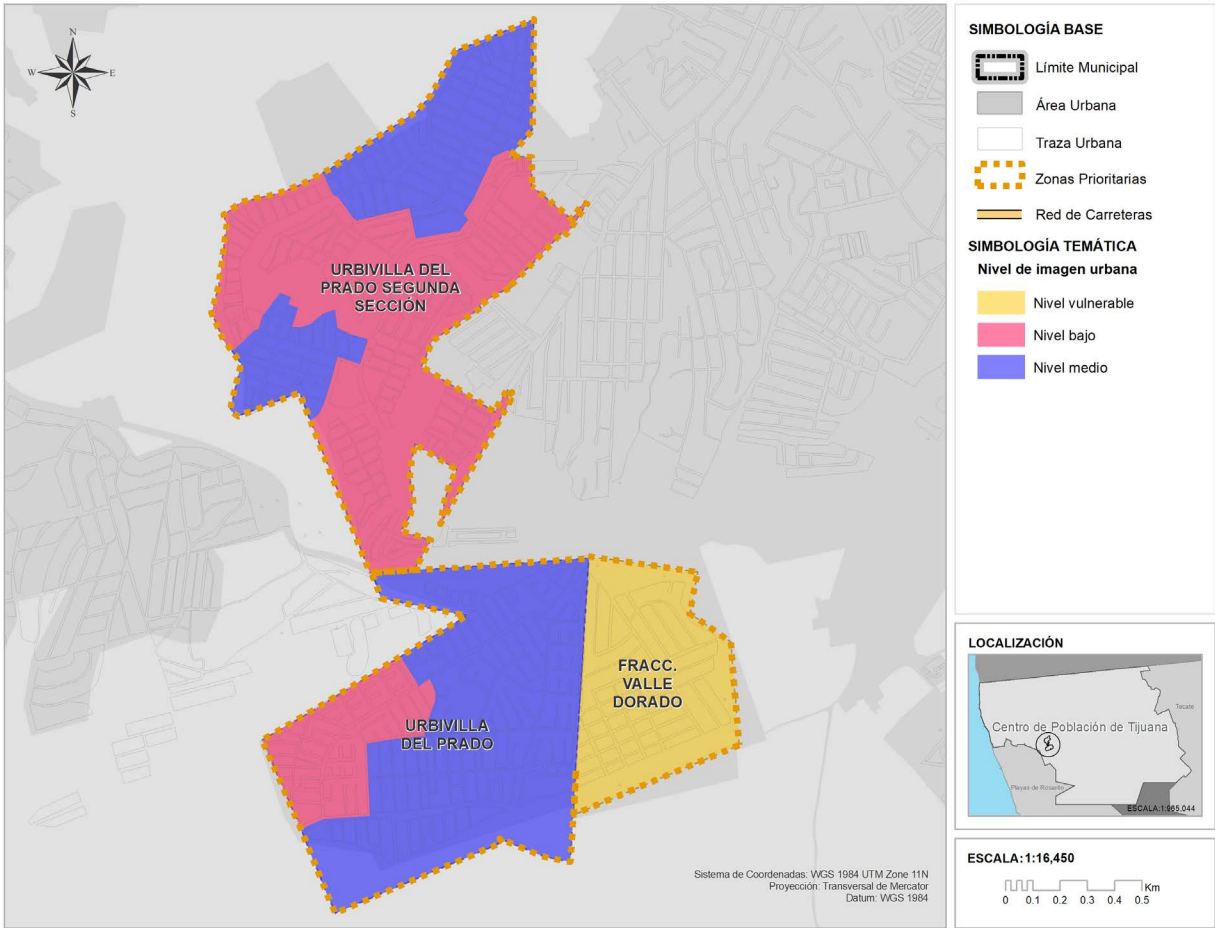 N
W
E
S
URBIVILLA DEL
PRADO SEGUNDA
SECCIÓN
FRACC.
VALLE
DORADO
URBIVILLA
DEL PRADO
Sistema de Coordenadas: WGS 1984 UTM Zone 11N
Proyección: Transversal de Mercator
Datum: WGS 1984
SIMBOLOGÍA BASE
Límite Municipal
Área Urbana
Traza Urbana
Zonas Prioritarias
Red de Carreteras
SIMBOLOGÍA TEMÁTICA
Nivel de imagen urbana
Nivel vulnerable
Nivel bajo
Nivel medio
LOCALIZACIÓN
Tecate
Centro de Población de Tijuana
Playas de Rosarito
ESCALA:1:965,044
ESCALA: 1:16,450
Km
0 0.1 0.2 0.3 0.4 0.5